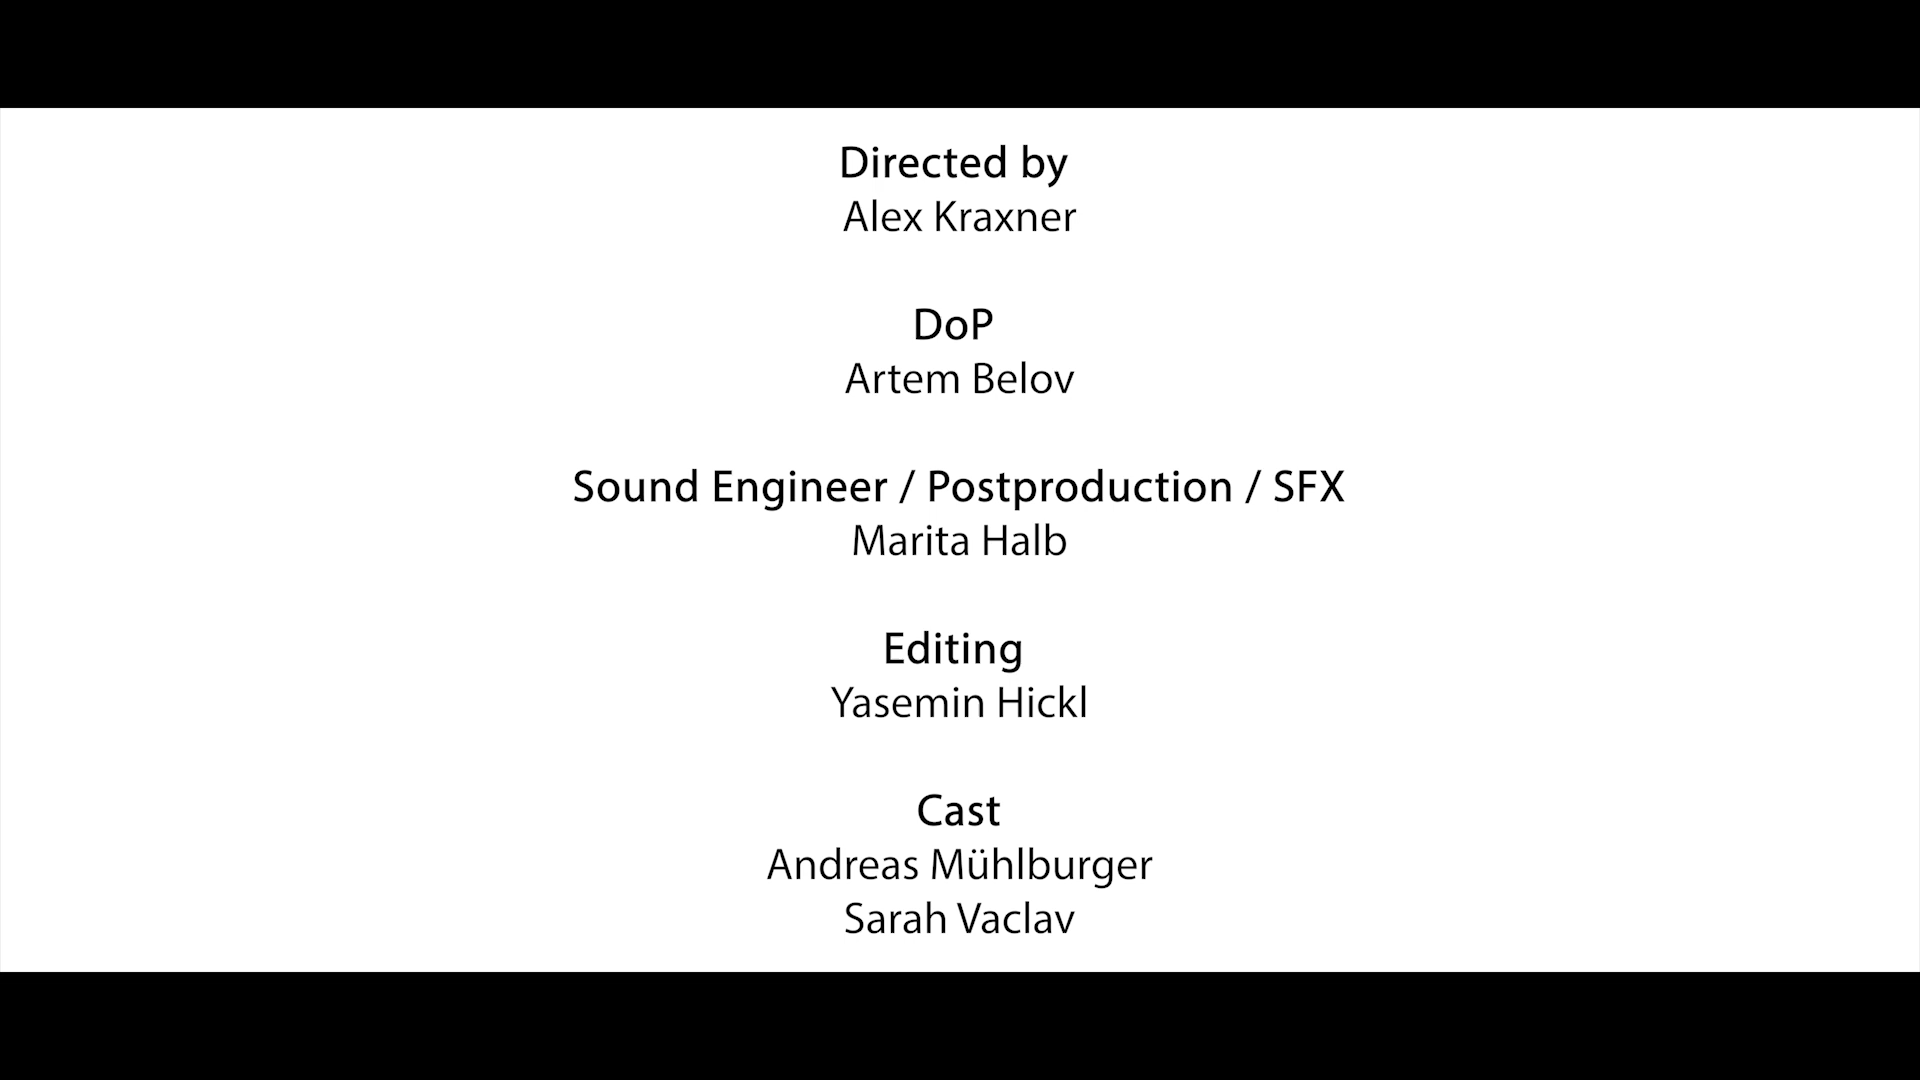 Directed by
Alex Kraxner
DoP
Artem Belov
Sound Engineer / Postproduction / SFX
Marita Halb
Editing
Yasemin Hickl
Cast
Andreas Mühlburger
Sarah Vaclav